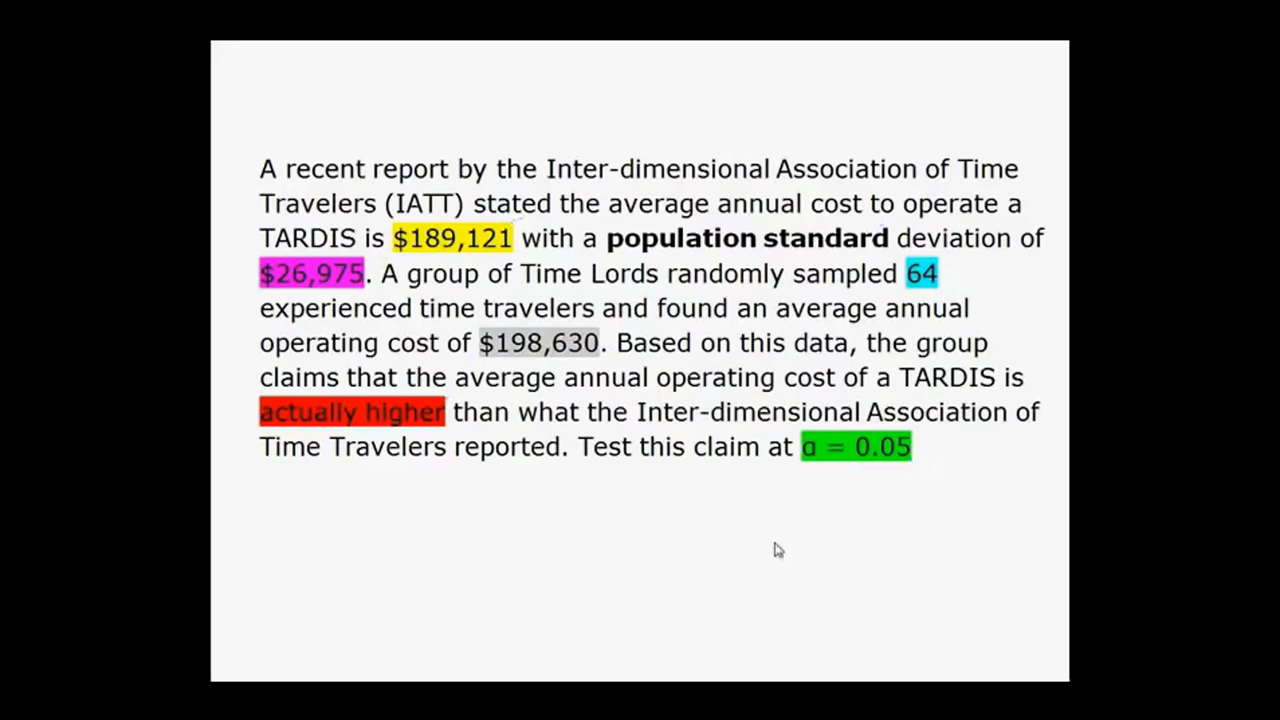 A recent report by the Inter-dimensional Association of Time
Travelers (IATT) stated the average annual cost to operate a
TARDIS is $189,121 with a population standard deviation of
$26,975. A group of Time Lords randomly sampled 64
experienced time travelers and found an average annual
operating cost of $198,630. Based on this data, the group
claims that the average annual operating cost of a TARDIS is
actually higher than what the Inter-dimensional Association of
Time Travelers reported. Test this claim at α = 0.05